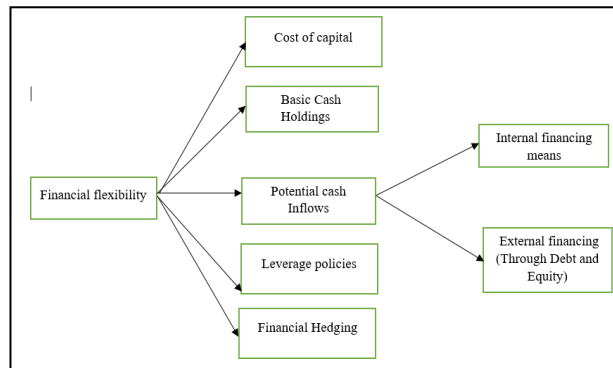 Cost of capital
Basic Cash
Holdings
Financial flexibility
Potential cash
Inflows
Internal financing
means
External financing
(Through Debt and
Equity)
Leverage policies
Financial Hedging